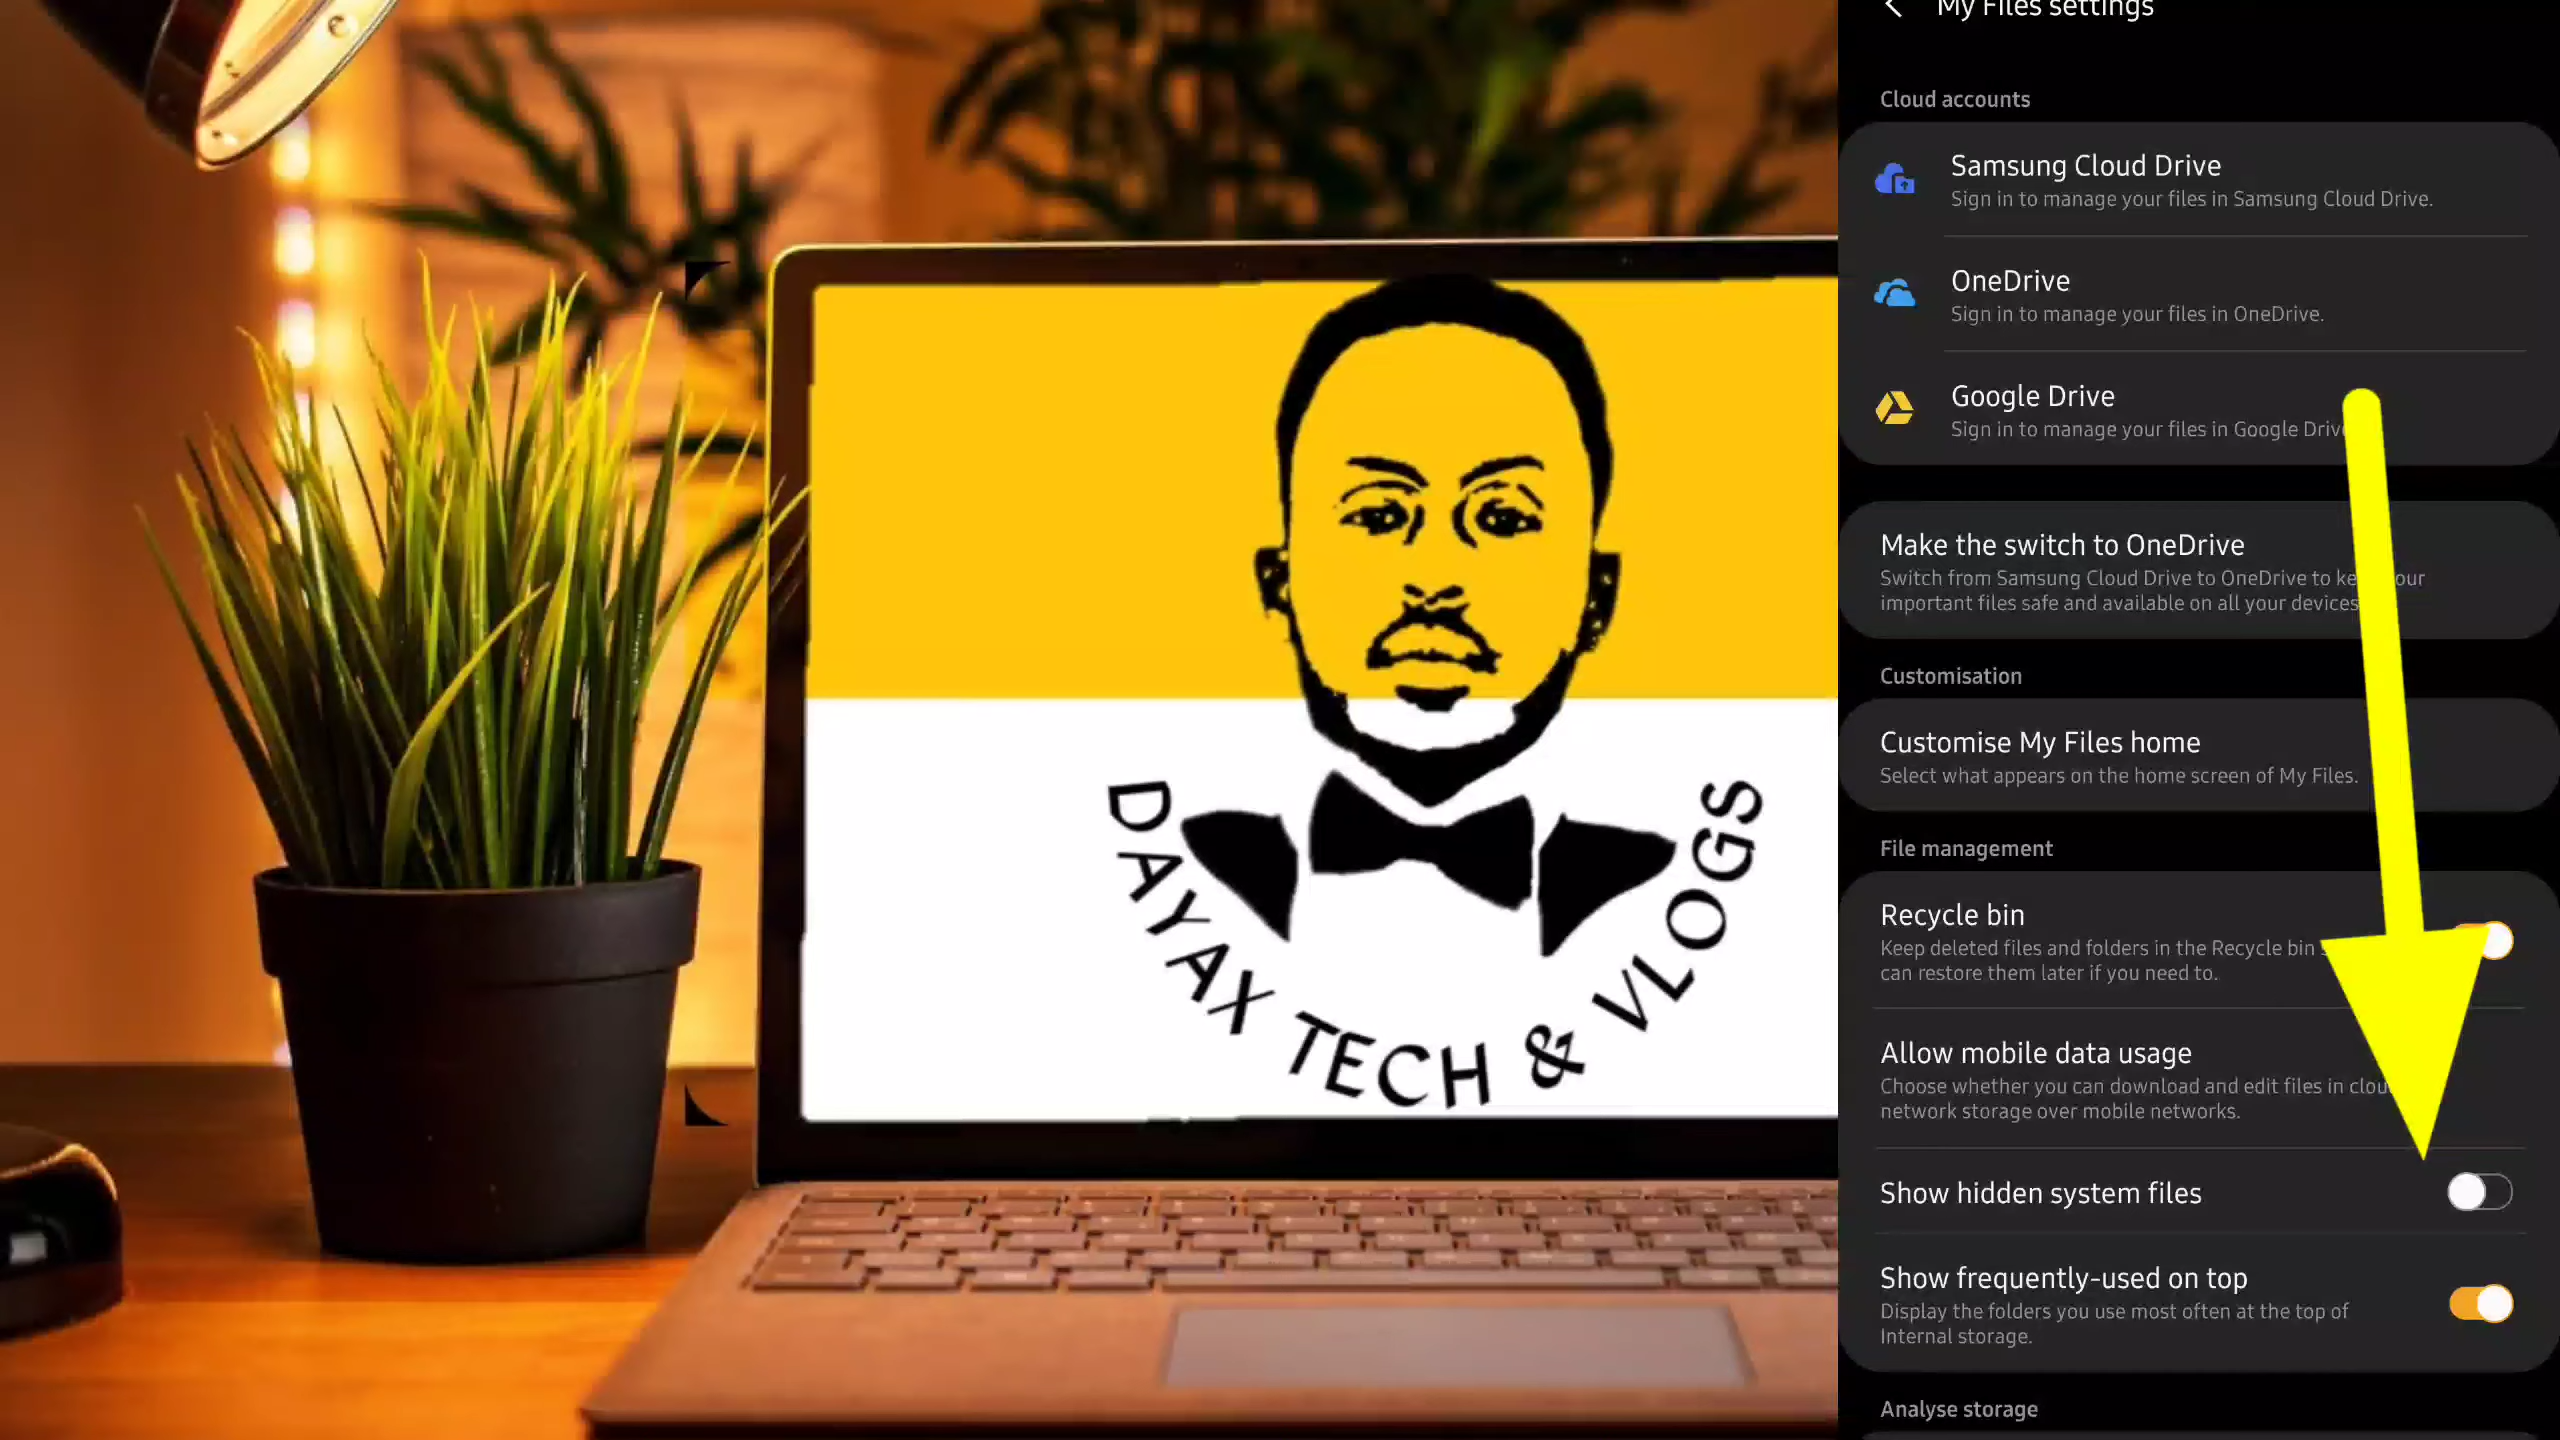 DAYAX TECH & VLOGS
My Files settings
Cloud accounts
Samsung Cloud Drive
Sign in to manage your files in Samsung Cloud Drive.
OneDrive
Sign in to manage your files in OneDrive.
Google Drive
Sign in to manage your files in Google Drive
Make the switch to OneDrive
Switch from Samsung Cloud Drive to OneDrive to our
important files safe and available on all your devices
Customisation
Customise My Files home
Select what appears on the home screen of My Files.
File management
Recycle bin
Keep deleted files and folders in the Recycle bin
can restore them later if you need to.
Allow mobile data usage
Choose whether you can download and edit files in
network storage over mobile networks.
Show hidden system files
Show frequently-used on top
Display the folders you use most often at the top of
Internal storage.
Analyse storage